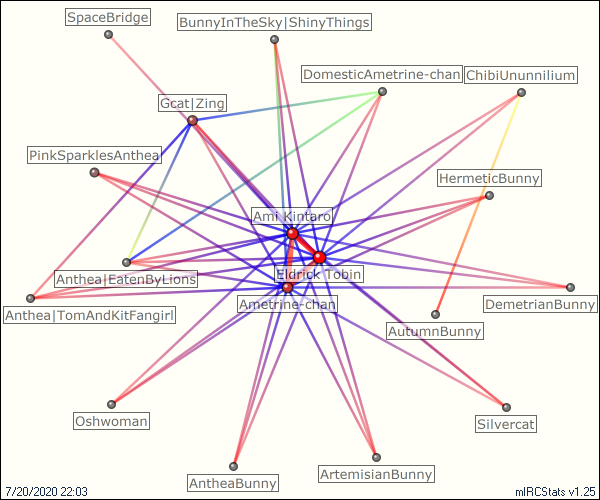 SpaceBridge
BunnyInTheSky|ShinyThings
DomesticAmetrine-chan
ChibiUnunnilium
Gcat|Zing
PinkSparklesAnthea
HermeticBunny
Ami Kintaro
Eldrick Tobin
Anthea|EatenByLions
Ametrine-chan
DemetrianBunny
Anthea|TomAndKitFangirl
AutumnBunny
Oshwoman
Silvercat
ArtemisianBunny
AntheaBunny
7/20/2020 22:03
mIRCStats v1.25